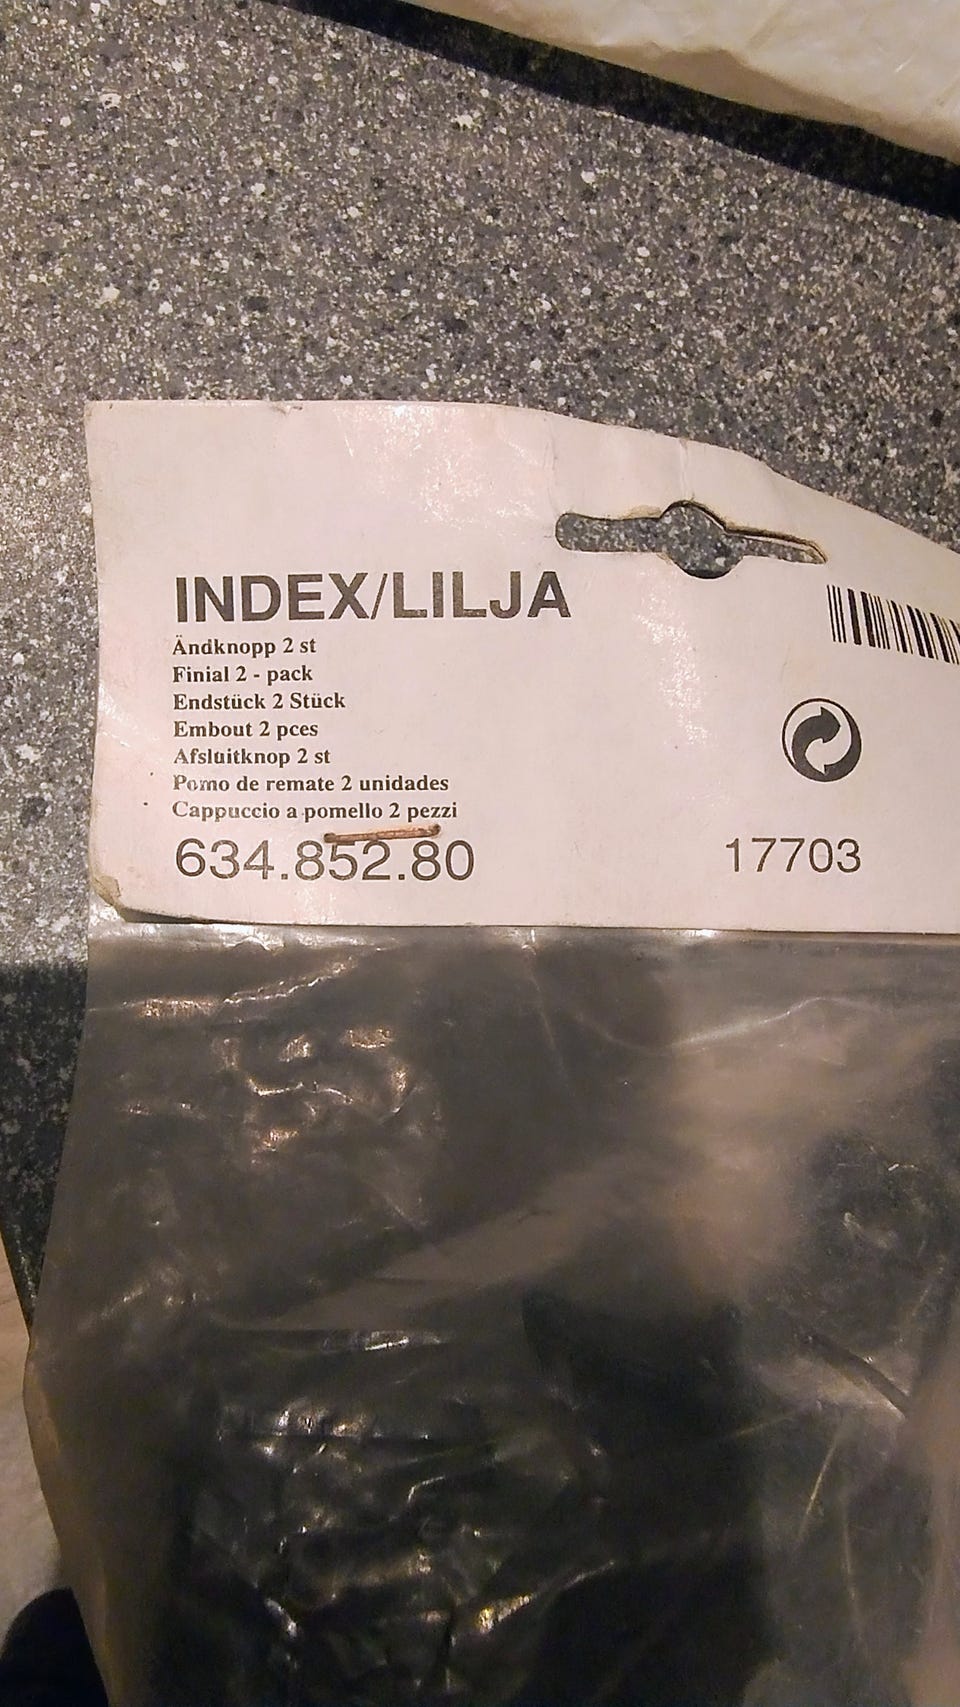 INDEX/LILJA
Ändknopp 2 st
Finial 2 - pack
Endstück 2 Stück
Embout 2 pces
Afsluitknop 2 st
Pomo de remate 2 unidades
Cappuccio a pomello 2 pezzi
634.852.80
17703